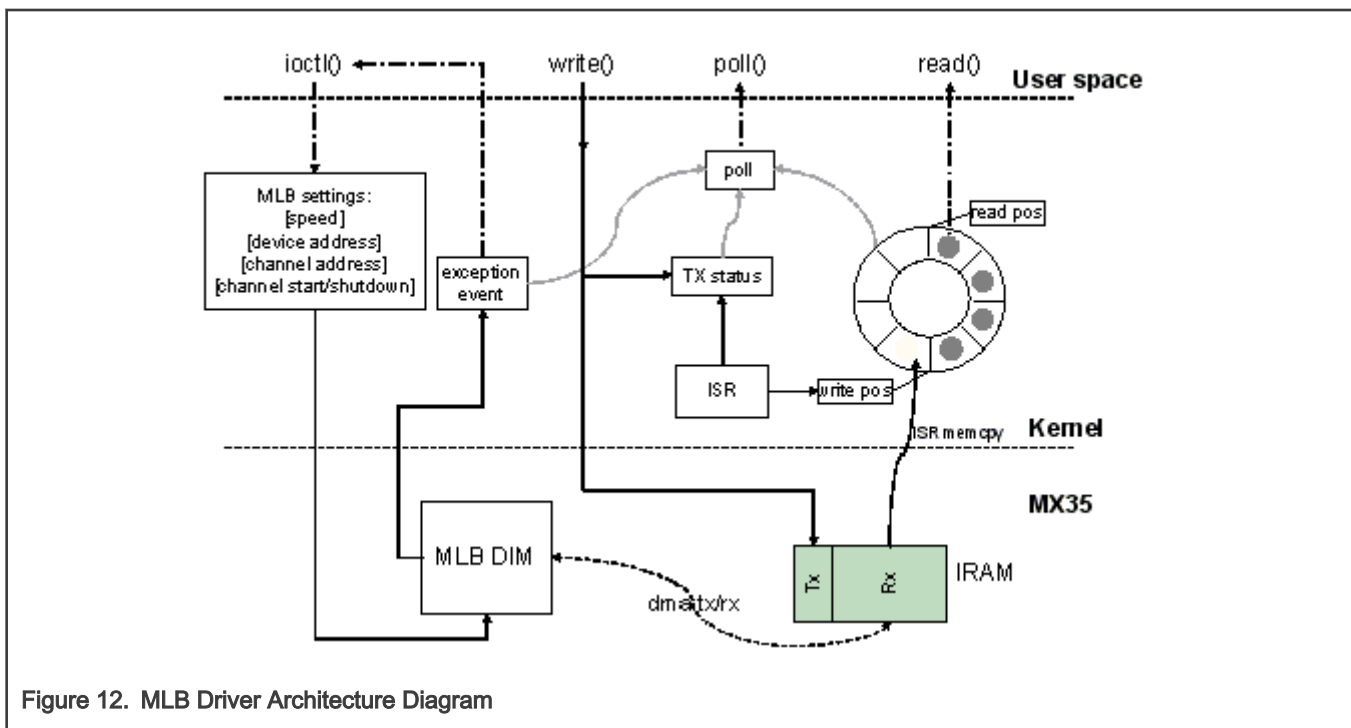 ioctl()
write()
poll()
read()
User space
poll
MLB settings:
[speed]
[device address]
[channel address]
[channel start/shutdown]
read pos
exception
event
TX status
ISR
write pos
ISR memcpy
Kernel
MX35
MLB DIM
Tx
Rx
IRAM
dma tx/rx
Figure 12. MLB Driver Architecture Diagram